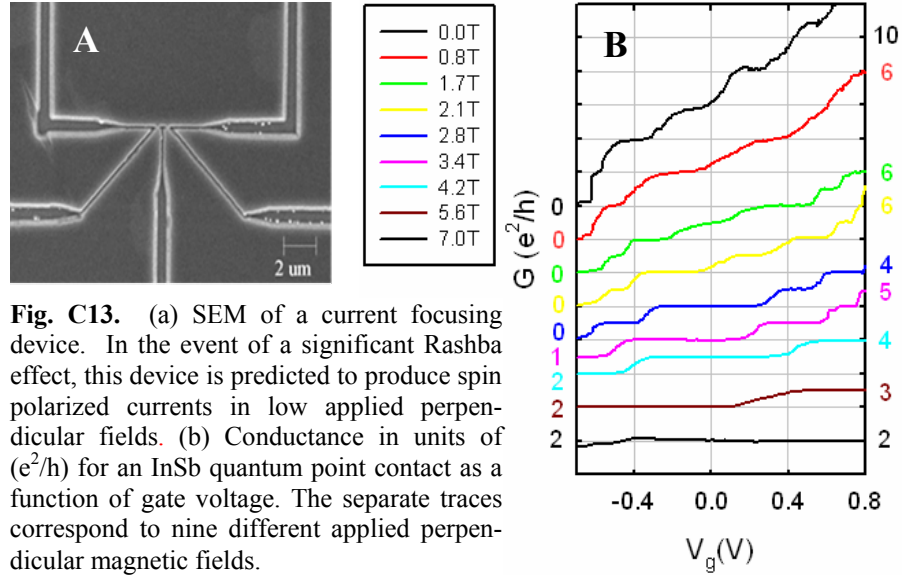 A
2 um
0.0T
0.8T
1.7T
2.1T
2.8T
3.4T
4.2T
5.6T
7.0T
B
G (e²/h)
0
0
0
0
0
1
2
2
2
10
6
6
6
4
5
4
3
2
-0.4
0.0
0.4
0.8
V_g(V)
Fig. C13. (a) SEM of a current focusing
device. In the event of a significant Rashba
effect, this device is predicted to produce spin
polarized currents in low applied perpen-
dicular fields. (b) Conductance in units of
(e²/h) for an InSb quantum point contact as a
function of gate voltage. The separate traces
correspond to nine different applied perpen-
dicular magnetic fields.